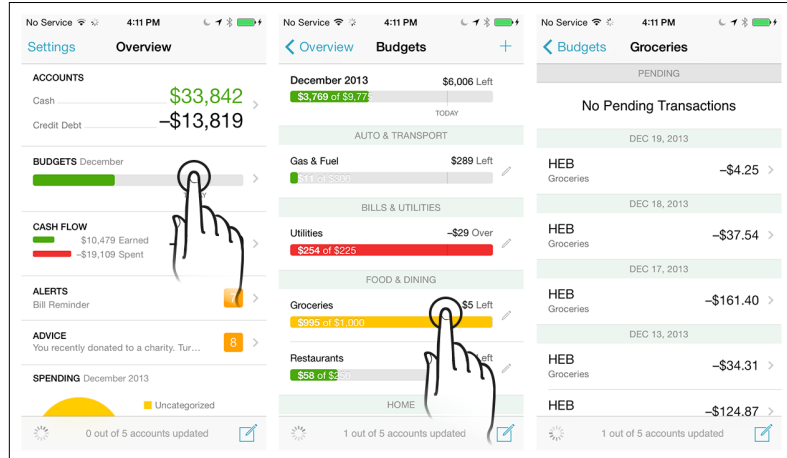 No Service 4:11 PM
Settings Overview
ACCOUNTS
Cash $33,842
Credit Debt –$13,819
BUDGETS December
CASH FLOW
$10,479 Earned
–$19,109 Spent
ALERTS
Bill Reminder
ADVICE
You recently donated to a charity. Tur… 8
SPENDING December 2013
Uncategorized
0 out of 5 accounts updated
No Service 4:11 PM
Overview Budgets +
December 2013 $6,006 Left
$3,769 of $9,775
TODAY
AUTO & TRANSPORT
Gas & Fuel $289 Left
$11 of $300
BILLS & UTILITIES
Utilities –$29 Over
$254 of $225
FOOD & DINING
Groceries $5 Left
$995 of $1,000
Restaurants Left
$58 of $250
HOME
1 out of 5 accounts updated
No Service 4:11 PM
Budgets Groceries
PENDING
No Pending Transactions
DEC 19, 2013
HEB –$4.25
Groceries
DEC 18, 2013
HEB –$37.54
Groceries
DEC 17, 2013
HEB –$161.40
Groceries
DEC 13, 2013
HEB –$34.31
Groceries
HEB –$124.87
1 out of 5 accounts updated